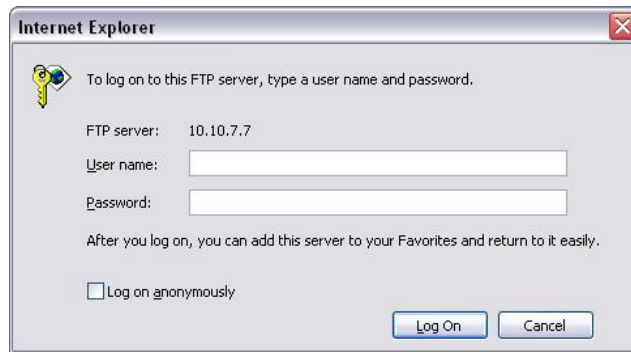 Internet Explorer
To log on to this FTP server, type a user name and password.
FTP server: 10.10.7.7
User name:
Password:
After you log on, you can add this server to your Favorites and return to it easily.
Log on anonymously
Log On Cancel